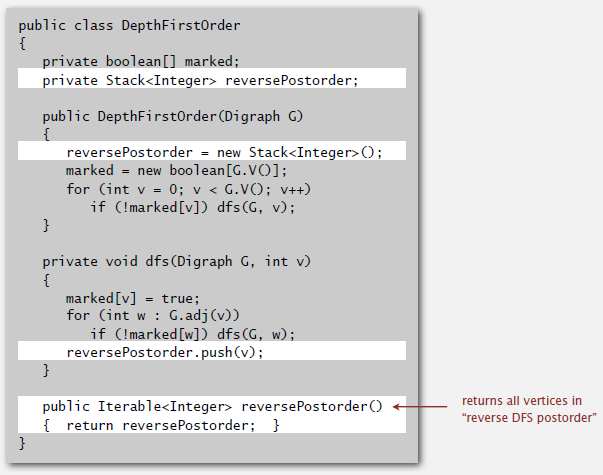 public class DepthFirstOrder
{
private boolean[] marked;
private Stack<Integer> reversePostorder;
public DepthFirstOrder(Digraph G)
{
reversePostorder = new Stack<Integer>();
marked = new boolean[G.V()];
for (int v = 0; v < G.V(); v++)
if (!marked[v]) dfs(G, v);
}
private void dfs(Digraph G, int v)
{
marked[v] = true;
for (int w : G.adj(v))
if (!marked[w]) dfs(G, w);
reversePostorder.push(v);
}
public Iterable<Integer> reversePostorder()
{ return reversePostorder; }
}
returns all vertices in
“reverse DFS postorder”